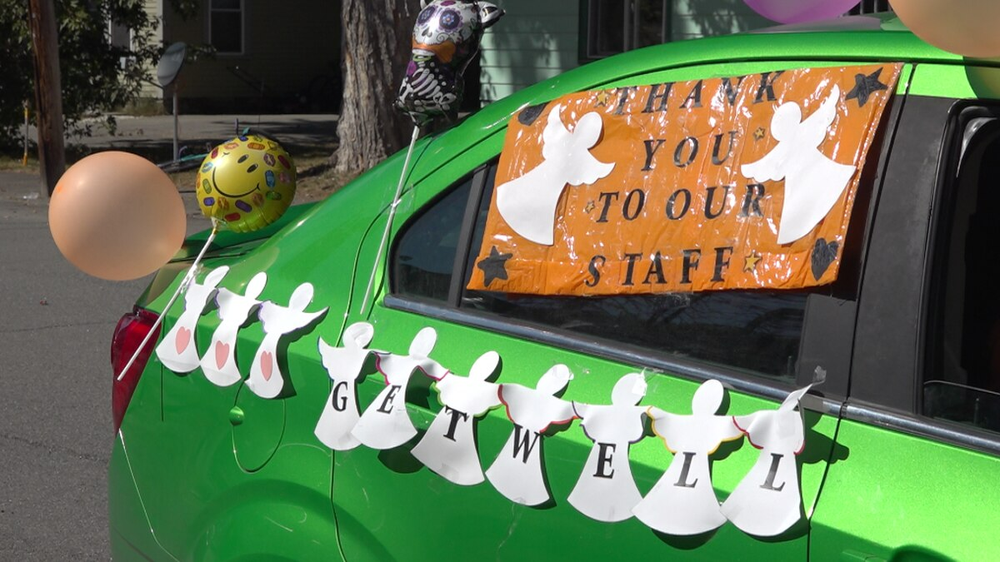 THANK
YOU
TO OUR
STAFF
GET WELL